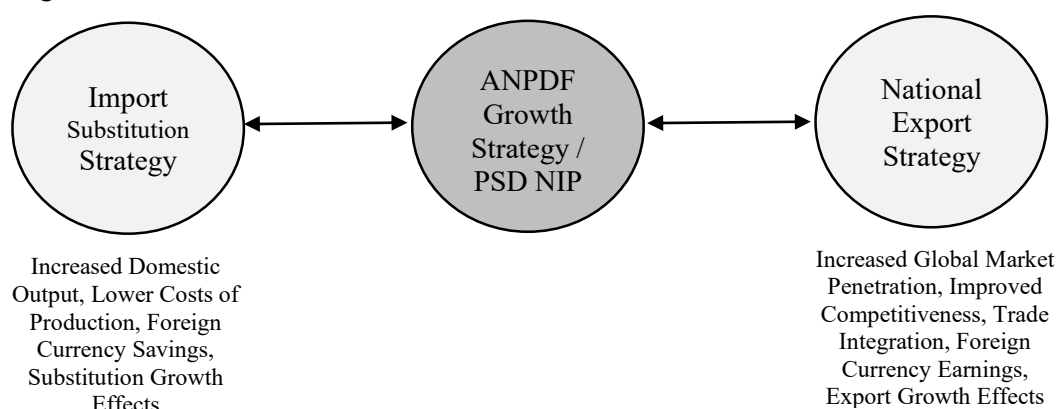 Import
Substitution
Strategy
ANPDF
Growth
Strategy /
PSD NIP
National
Export
Strategy
Increased Domestic
Output, Lower Costs of
Production, Foreign
Currency Savings,
Substitution Growth
Effects
Increased Global Market
Penetration, Improved
Competitiveness, Trade
Integration, Foreign
Currency Earnings,
Export Growth Effects